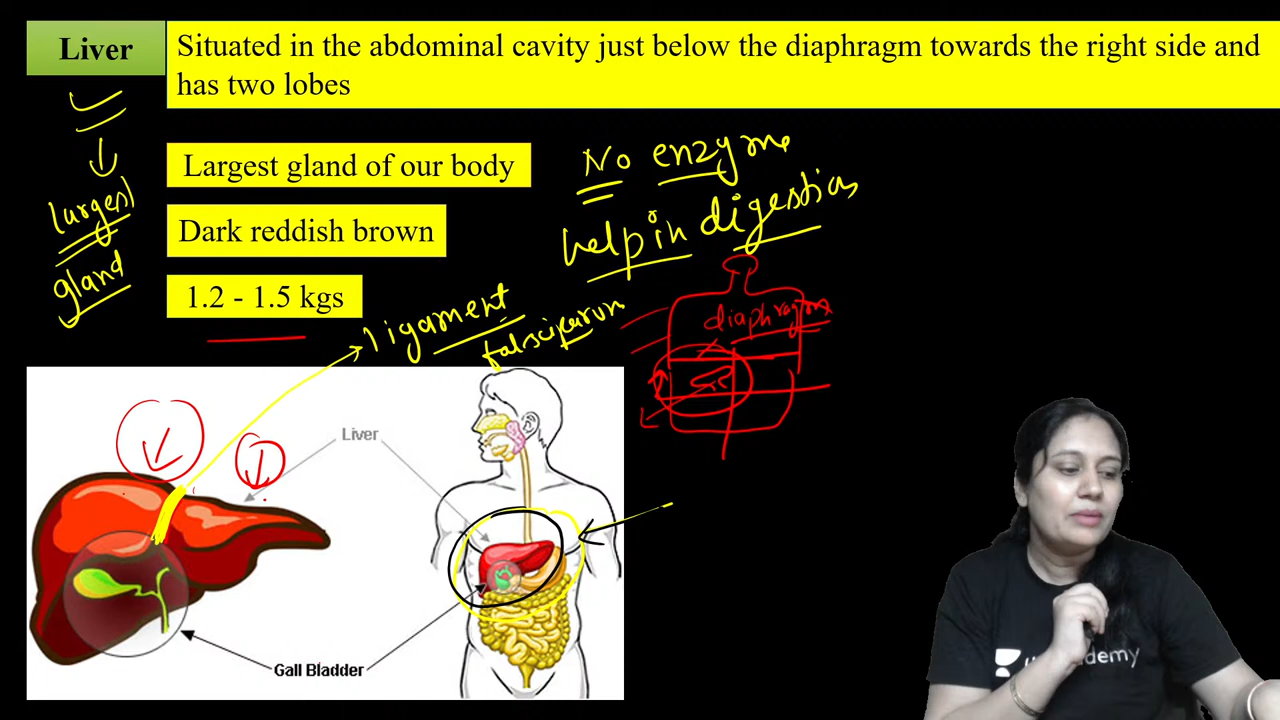 Liver
Situated in the abdominal cavity just below the diaphragm towards the right side and
has two lobes
Largest gland of our body
Dark reddish brown
1.2 - 1.5 kgs
largest
gland
No enzyme
help in digestion
ligament
diaphragm
Liver
Gall Bladder